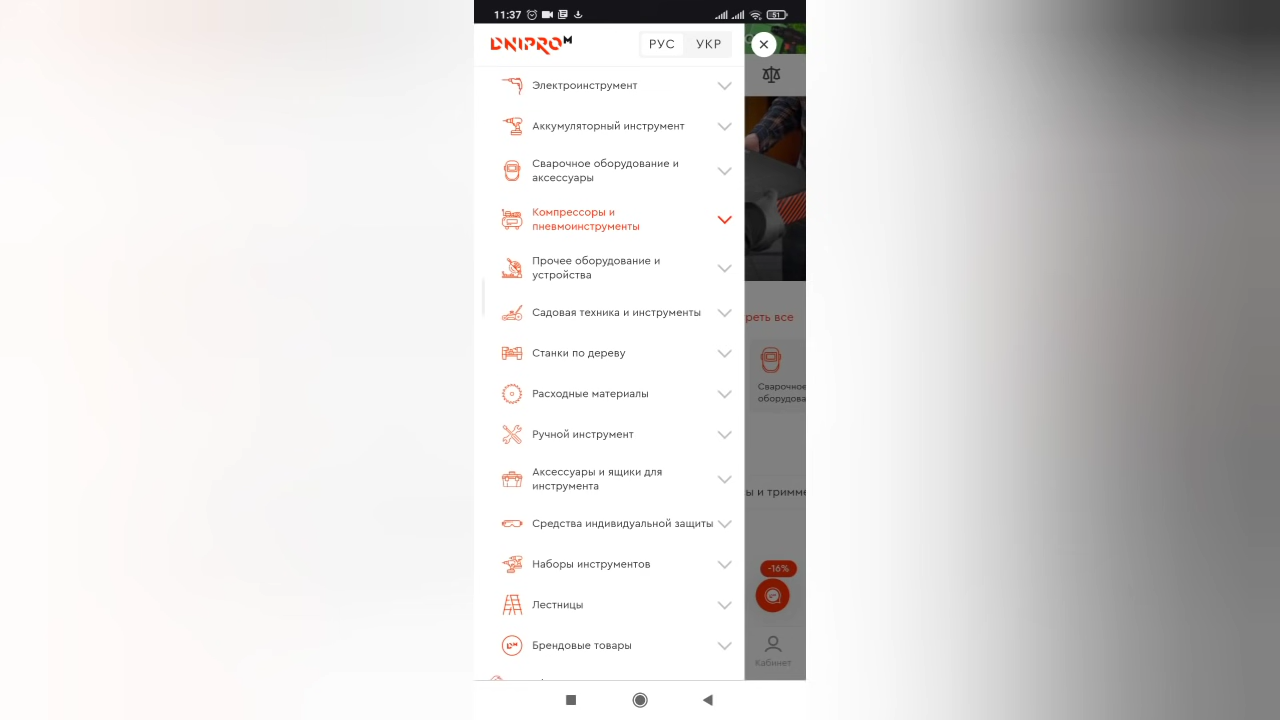 11:37
51
DNIPRO M
РУС УКР
Электроинструмент
Аккумуляторный инструмент
Сварочное оборудование и
аксессуары
Компрессоры и
пневмоинструменты
Прочее оборудование и
устройства
Садовая техника и инструменты
Станки по дереву
Расходные материалы
Ручной инструмент
Аксессуары и ящики для
инструмента
Средства индивидуальной защиты
Наборы инструментов
Лестницы
Брендовые товары
реть все
Сварочное
оборудова
ы и тримме
-16%
Кабинет